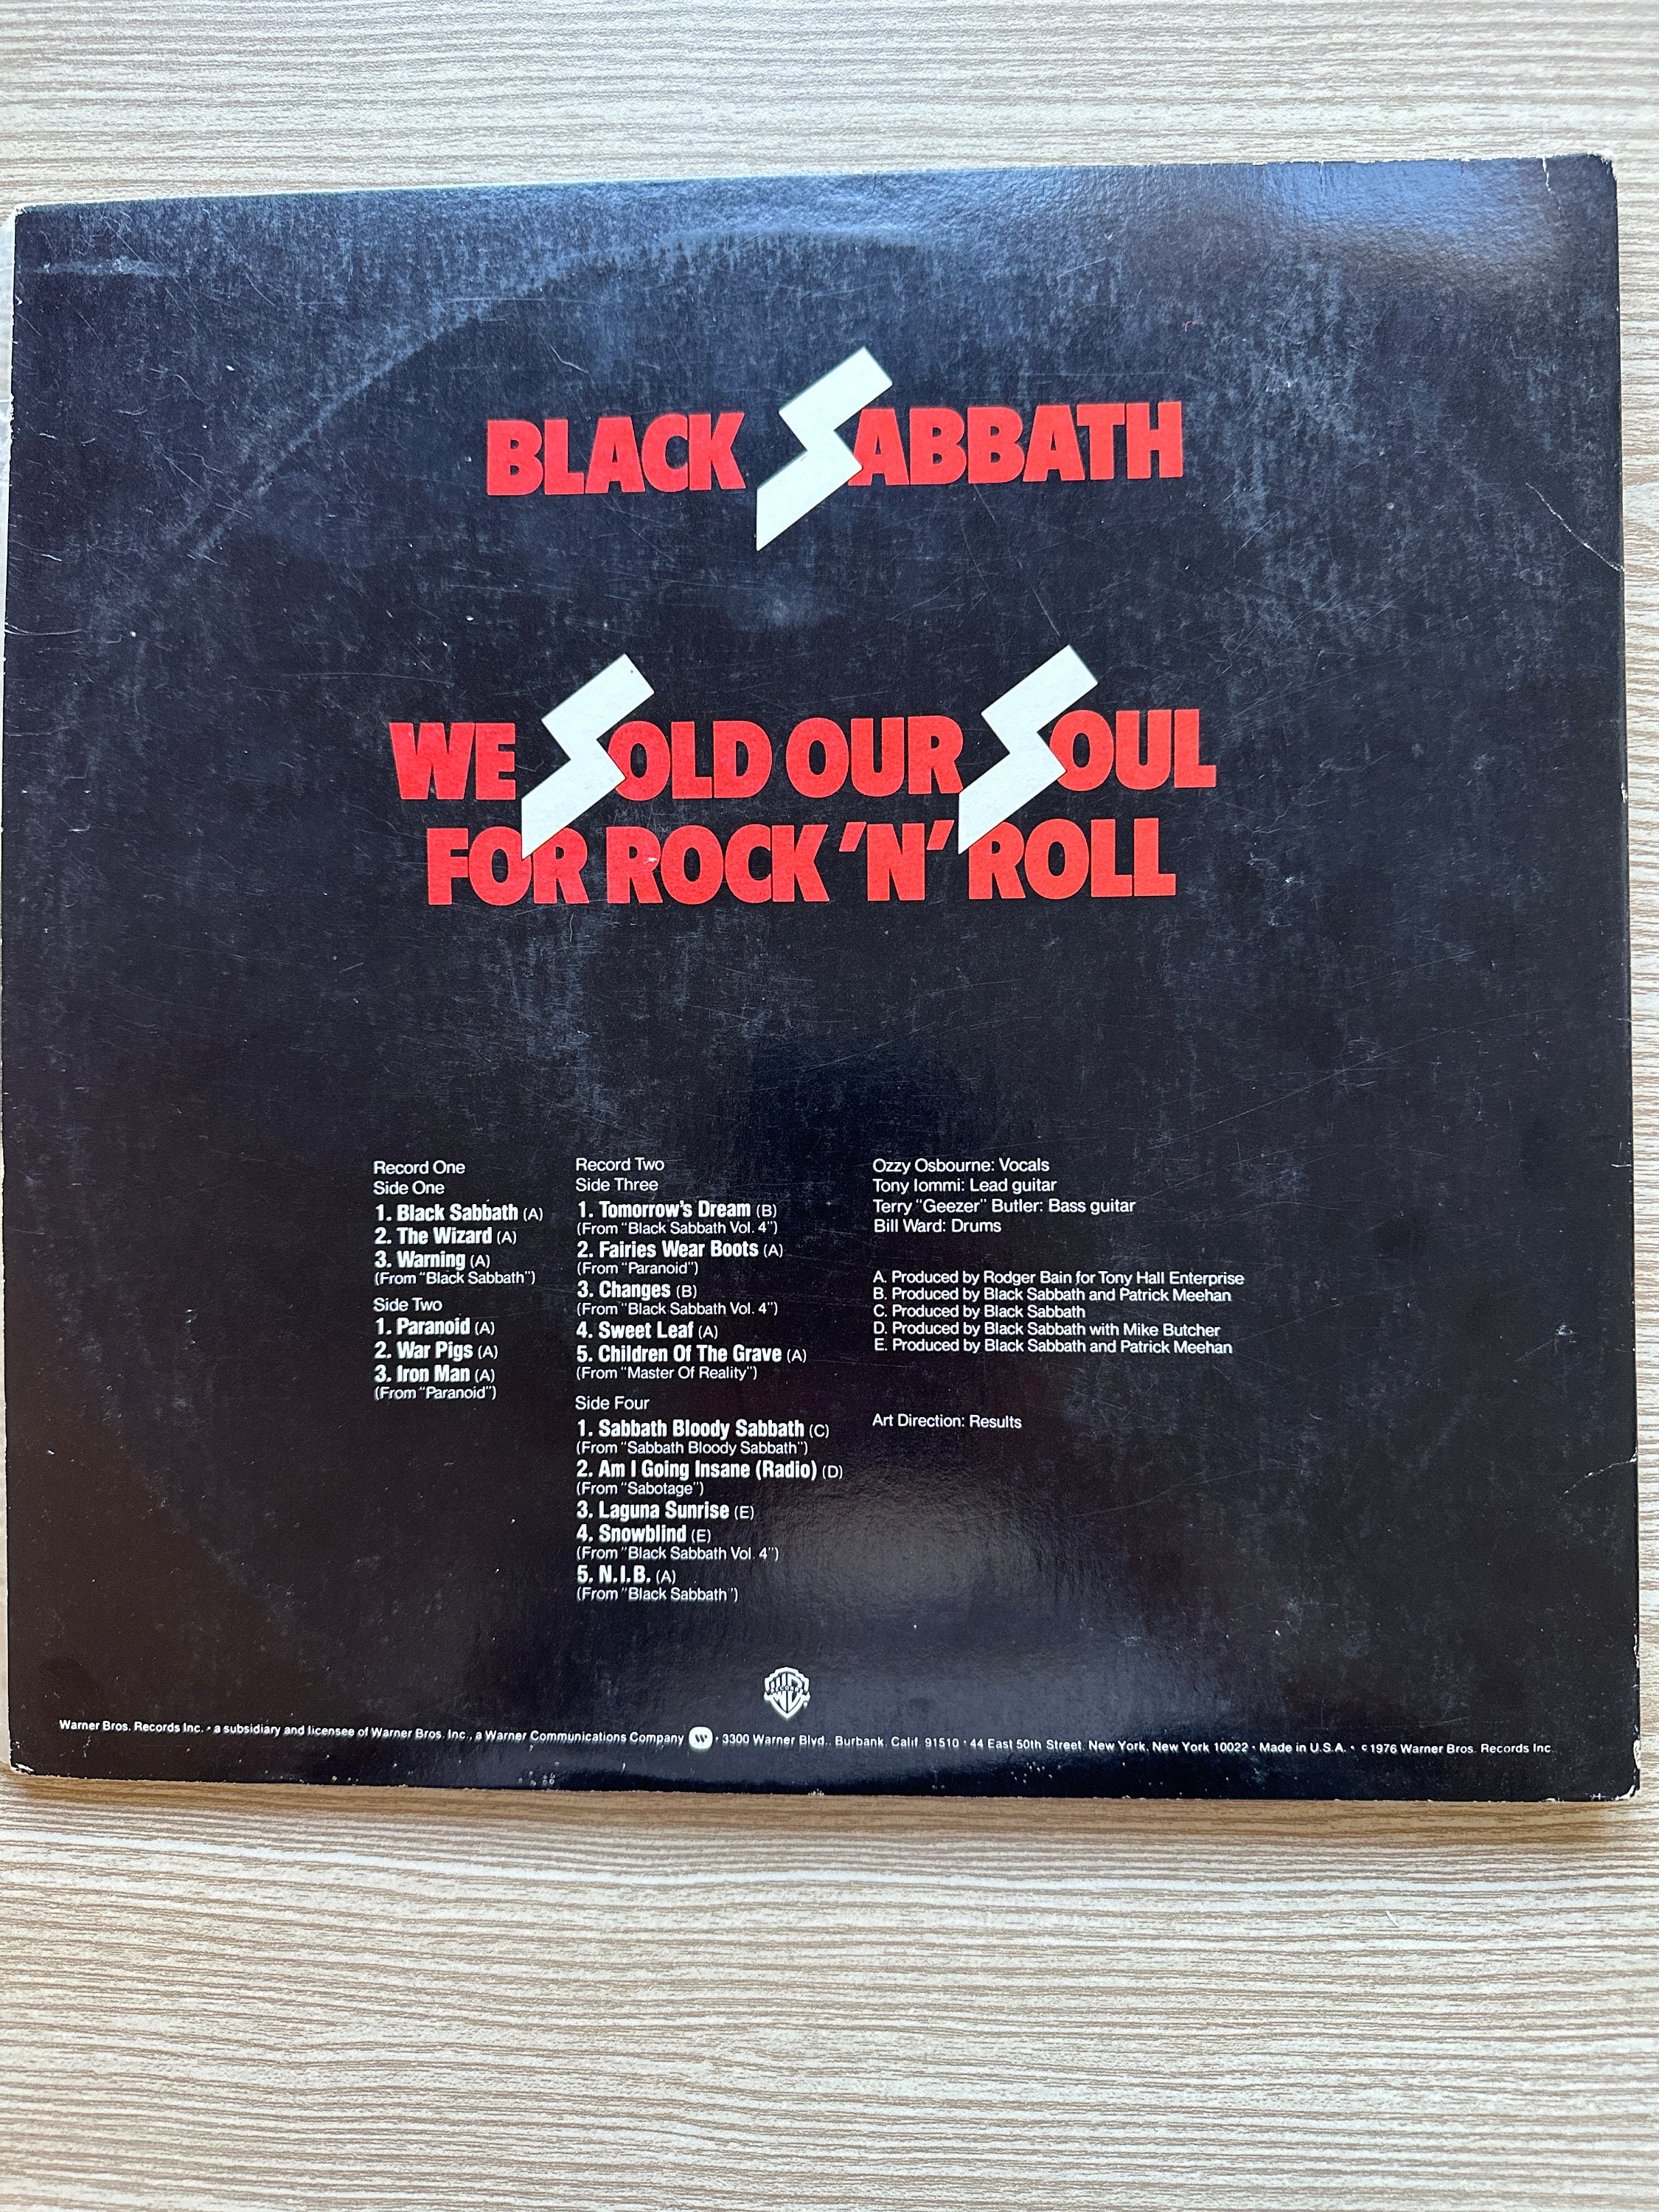 BLACK SABBATH
WE SOLD OUR SOUL
FOR ROCK 'N' ROLL
Record One
Side One
1. Black Sabbath (A)
2. The Wizard (A)
3. Warning (A)
(From "Black Sabbath")
Side Two
1. Paranoid (A)
2. War Pigs (A)
3. Iron Man (A)
(From "Paranoid")
Record Two
Side Three
1. Tomorrow's Dream (B)
(From "Black Sabbath Vol. 4")
2. Fairies Wear Boots (A)
(From "Paranoid")
3. Changes (B)
(From "Black Sabbath Vol. 4")
4. Sweet Leaf (A)
5. Children Of The Grave (A)
(From "Master Of Reality")
Side Four
1. Sabbath Bloody Sabbath (C)
(From "Sabbath Bloody Sabbath")
2. Am I Going Insane (Radio) (D)
(From "Sabotage")
3. Laguna Sunrise (E)
4. Snowblind (E)
(From "Black Sabbath Vol. 4")
5. N.I.B. (A)
(From "Black Sabbath")
Ozzy Osbourne: Vocals
Tony Iommi: Lead guitar
Terry "Geezer" Butler: Bass guitar
Bill Ward: Drums
A. Produced by Rodger Bain for Tony Hall Enterprise
B. Produced by Black Sabbath and Patrick Meehan
C. Produced by Black Sabbath
D. Produced by Black Sabbath with Mike Butcher
E. Produced by Black Sabbath and Patrick Meehan
Art Direction: Results
WB RECORDS
Warner Bros. Records Inc. • a subsidiary and licensee of Warner Bros. Inc., a Warner Communications Company W • 3300 Warner Blvd., Burbank, Calif. 91510 • 44 East 50th Street, New York, New York 10022 • Made in U.S.A. • © 1976 Warner Bros. Records Inc.